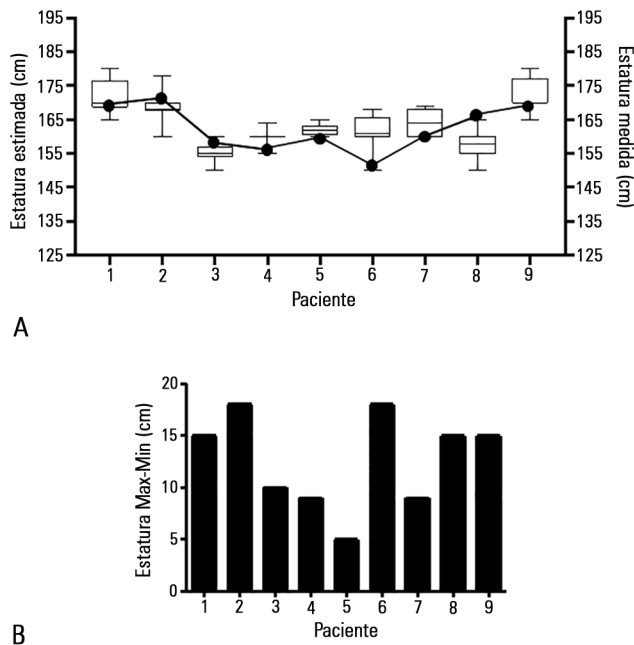 195 195
185 185
175 175
165 165
155 155
145 145
135 135
125 125
Estatura estimada (cm)
Estatura medida (cm)
1 2 3 4 5 6 7 8 9
Paciente
A
20
15
10
5
0
Estatura Max-Min (cm)
1 2 3 4 5 6 7 8 9
Paciente
B